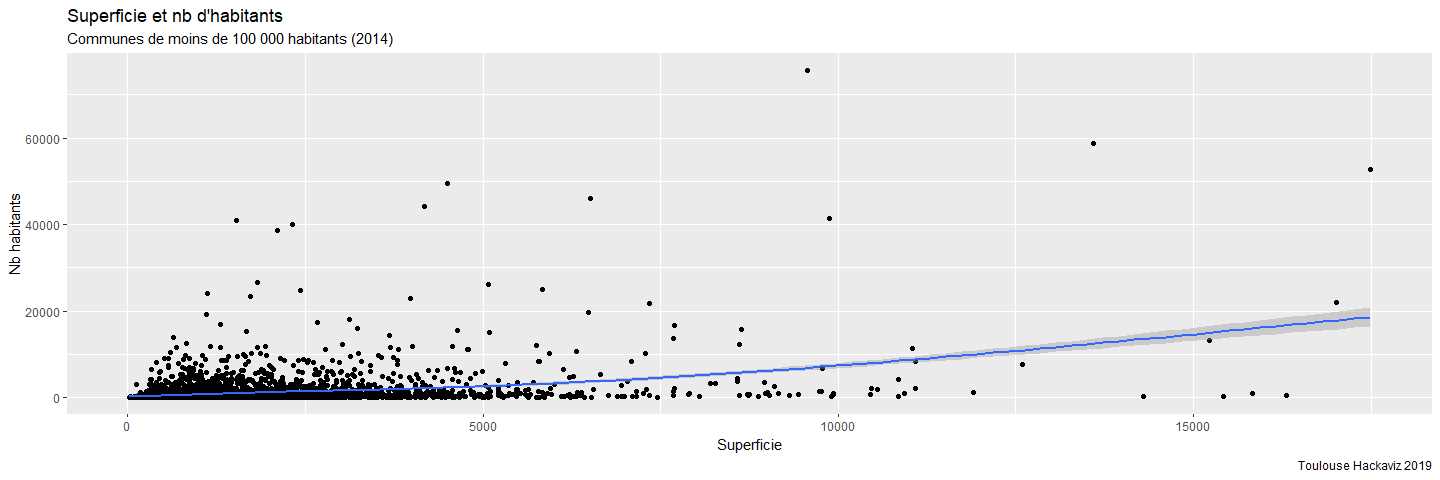 Superficie et nb d'habitants
Communes de moins de 100 000 habitants (2014)
Nb habitants
60000
40000
20000
0
0 5000 10000 15000
Superficie
Toulouse Hackaviz 2019